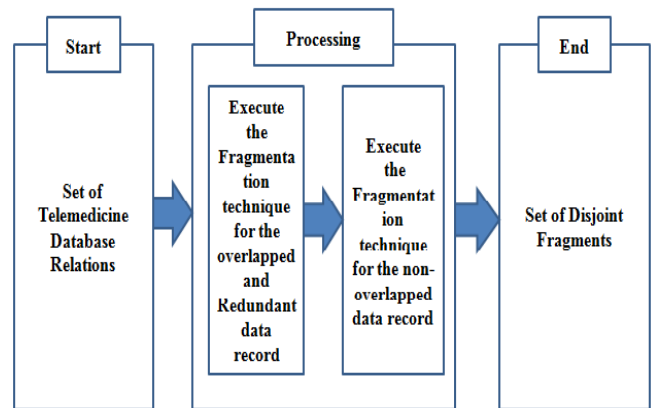 Start
Set of
Telemedicine
Database
Relations
Processing
Execute
the
Fragmenta
tion
technique
for the
overlapped
and
Redundant
data
record
Execute
the
Fragmentat
ion
technique
for the non-
overlapped
data record
End
Set of Disjoint
Fragments